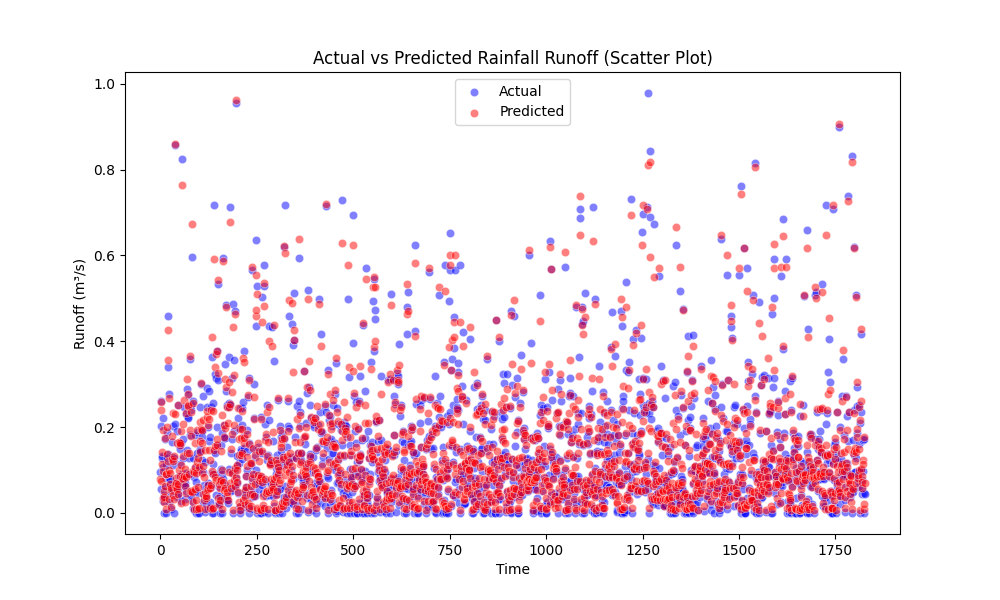 Actual vs Predicted Rainfall Runoff (Scatter Plot)
Actual
Predicted
Runoff (m³/s)
1.0
0.8
0.6
0.4
0.2
0.0
0 250 500 750 1000 1250 1500 1750
Time